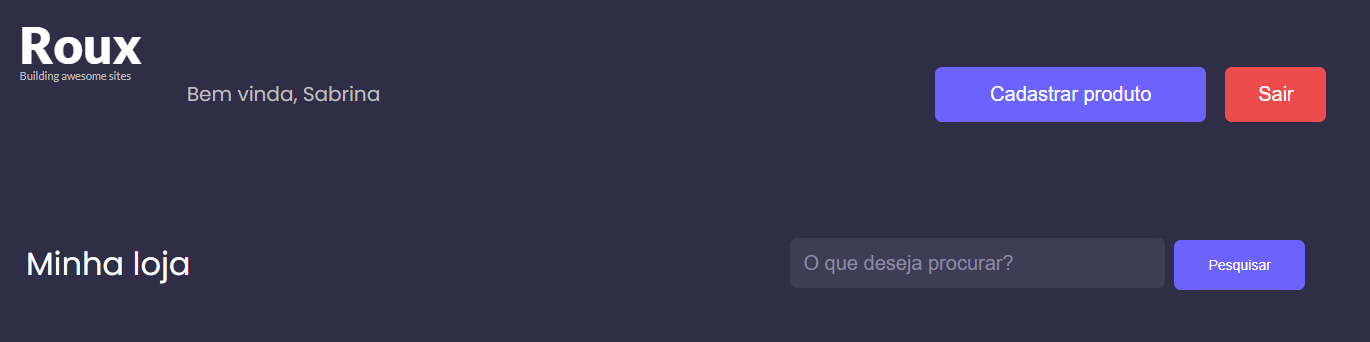 Roux
Building awesome sites
Bem vinda, Sabrina
Cadastrar produto
Sair
Minha loja
O que deseja procurar?
Pesquisar